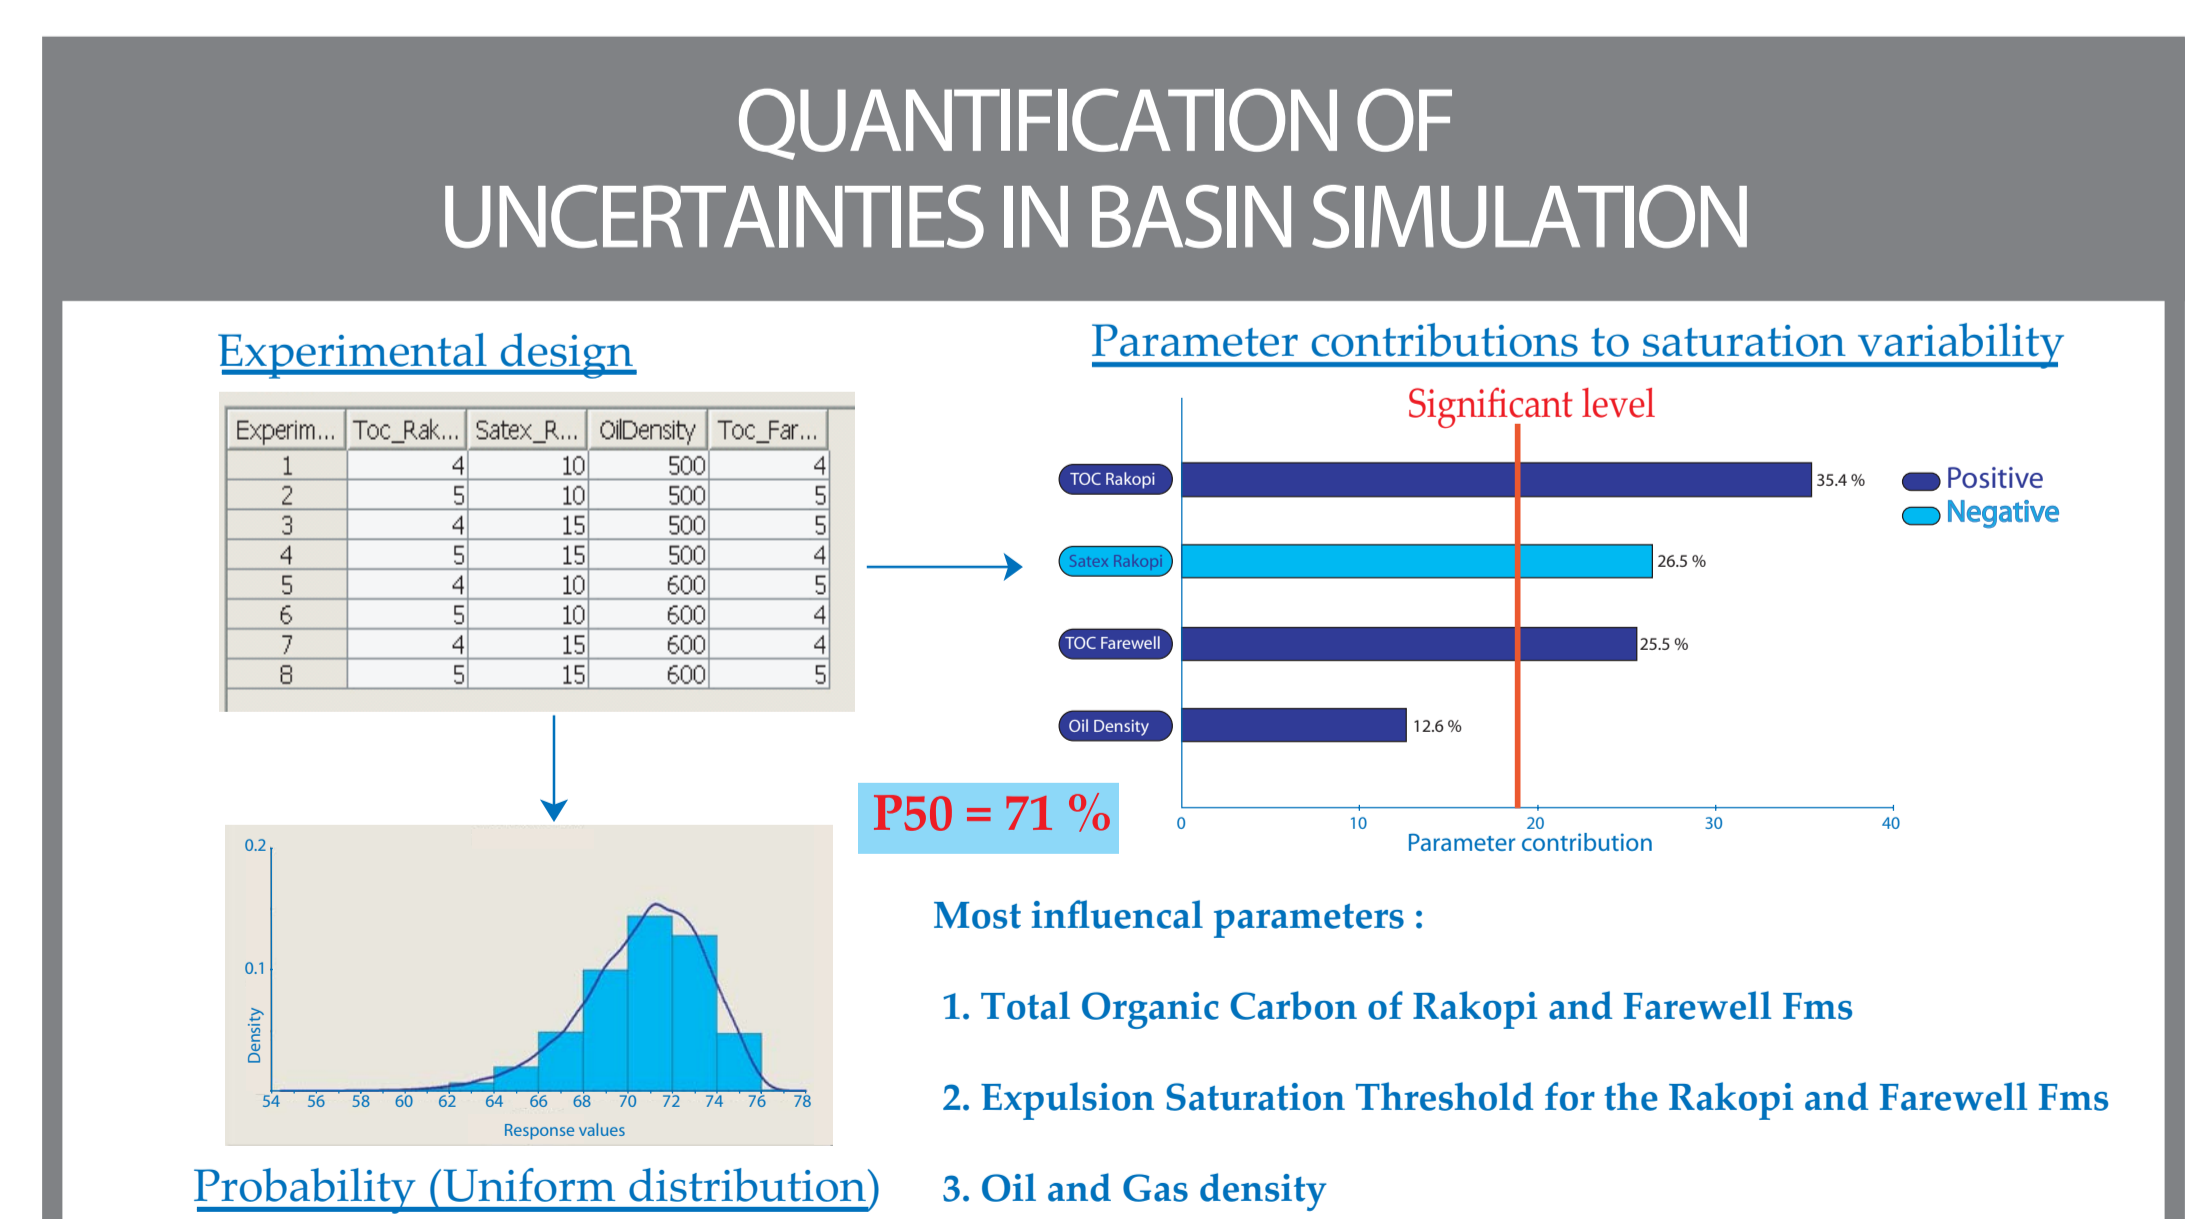 QUANTIFICATION OF
UNCERTAINTIES IN BASIN SIMULATION
Experimental design
Experim... Toc_Rak... Satex_R... OilDensity Toc_Far...
1 4 10 500 4
2 5 10 500 5
3 4 15 500 5
4 5 15 500 4
5 4 10 600 5
6 5 10 600 4
7 4 15 600 4
8 5 15 600 5
Parameter contributions to saturation variability
Significant level
TOC Rakopi 35.4 %
Satex Rakopi 26.5 %
TOC Farewell 25.5 %
Oil Density 12.6 %
Positive
Negative
0 10 20 30 40
Parameter contribution
P50 = 71 %
0.2
0.1
Density
54 56 58 60 62 64 66 68 70 72 74 76 78
Response values
Probability (Uniform distribution)
Most influencal parameters :
1. Total Organic Carbon of Rakopi and Farewell Fms
2. Expulsion Saturation Threshold for the Rakopi and Farewell Fms
3. Oil and Gas density